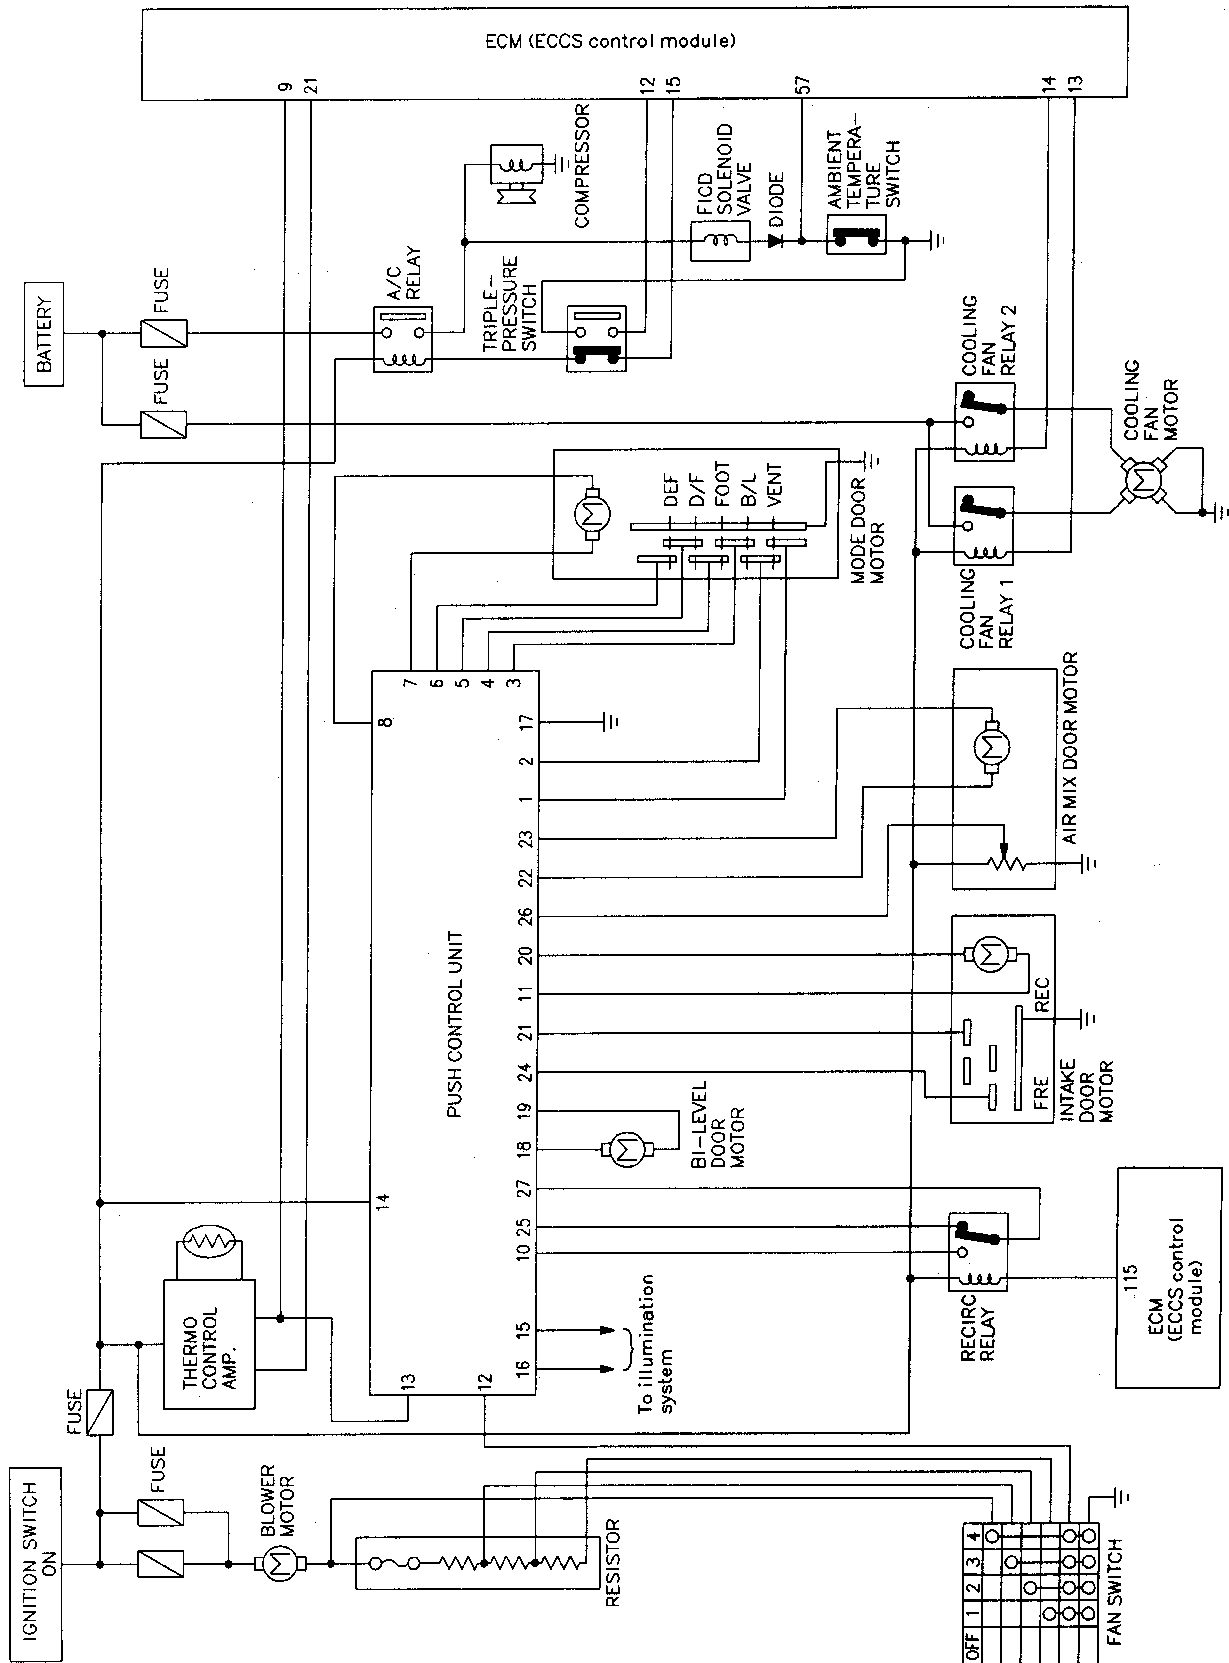 ECM (ECCS control module)
9
21
12
15
57
14
13
COMPRESSOR
FICD
SOLENOID
VALVE
DIODE
AMBIENT
TEMPERA-
TURE
SWITCH
BATTERY
FUSE
FUSE
A/C
RELAY
TRIPLE-
PRESSURE
SWITCH
COOLING
FAN
RELAY 2
COOLING
FAN
MOTOR
M
M
DEF
D/F
FOOT
B/L
VENT
MODE DOOR
MOTOR
COOLING
FAN
RELAY 1
7
6
5
4
3
8
17
2
1
23
22
26
20
11
21
24
19
18
27
25
10
15
16
14
13
12
PUSH CONTROL UNIT
M
AIR MIX DOOR MOTOR
M
REC
FRE
INTAKE
DOOR
MOTOR
M
BI-LEVEL
DOOR
MOTOR
RECIRC
RELAY
115
ECM
(ECCS control
module)
To illumination
system
THERMO
CONTROL
AMP.
FUSE
FUSE
IGNITION SWITCH
ON
BLOWER
MOTOR
M
RESISTOR
OFF 1 2 3 4
FAN SWITCH